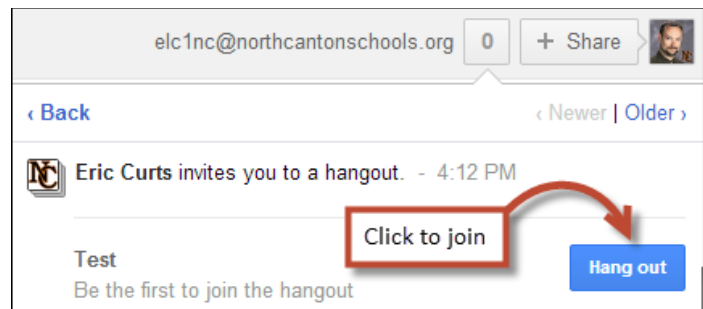 elc1nc@northcantonschools.org 0 + Share
‹ Back ‹ Newer | Older ›
NC Eric Curts invites you to a hangout. - 4:12 PM
Click to join
Test
Hang out
Be the first to join the hangout